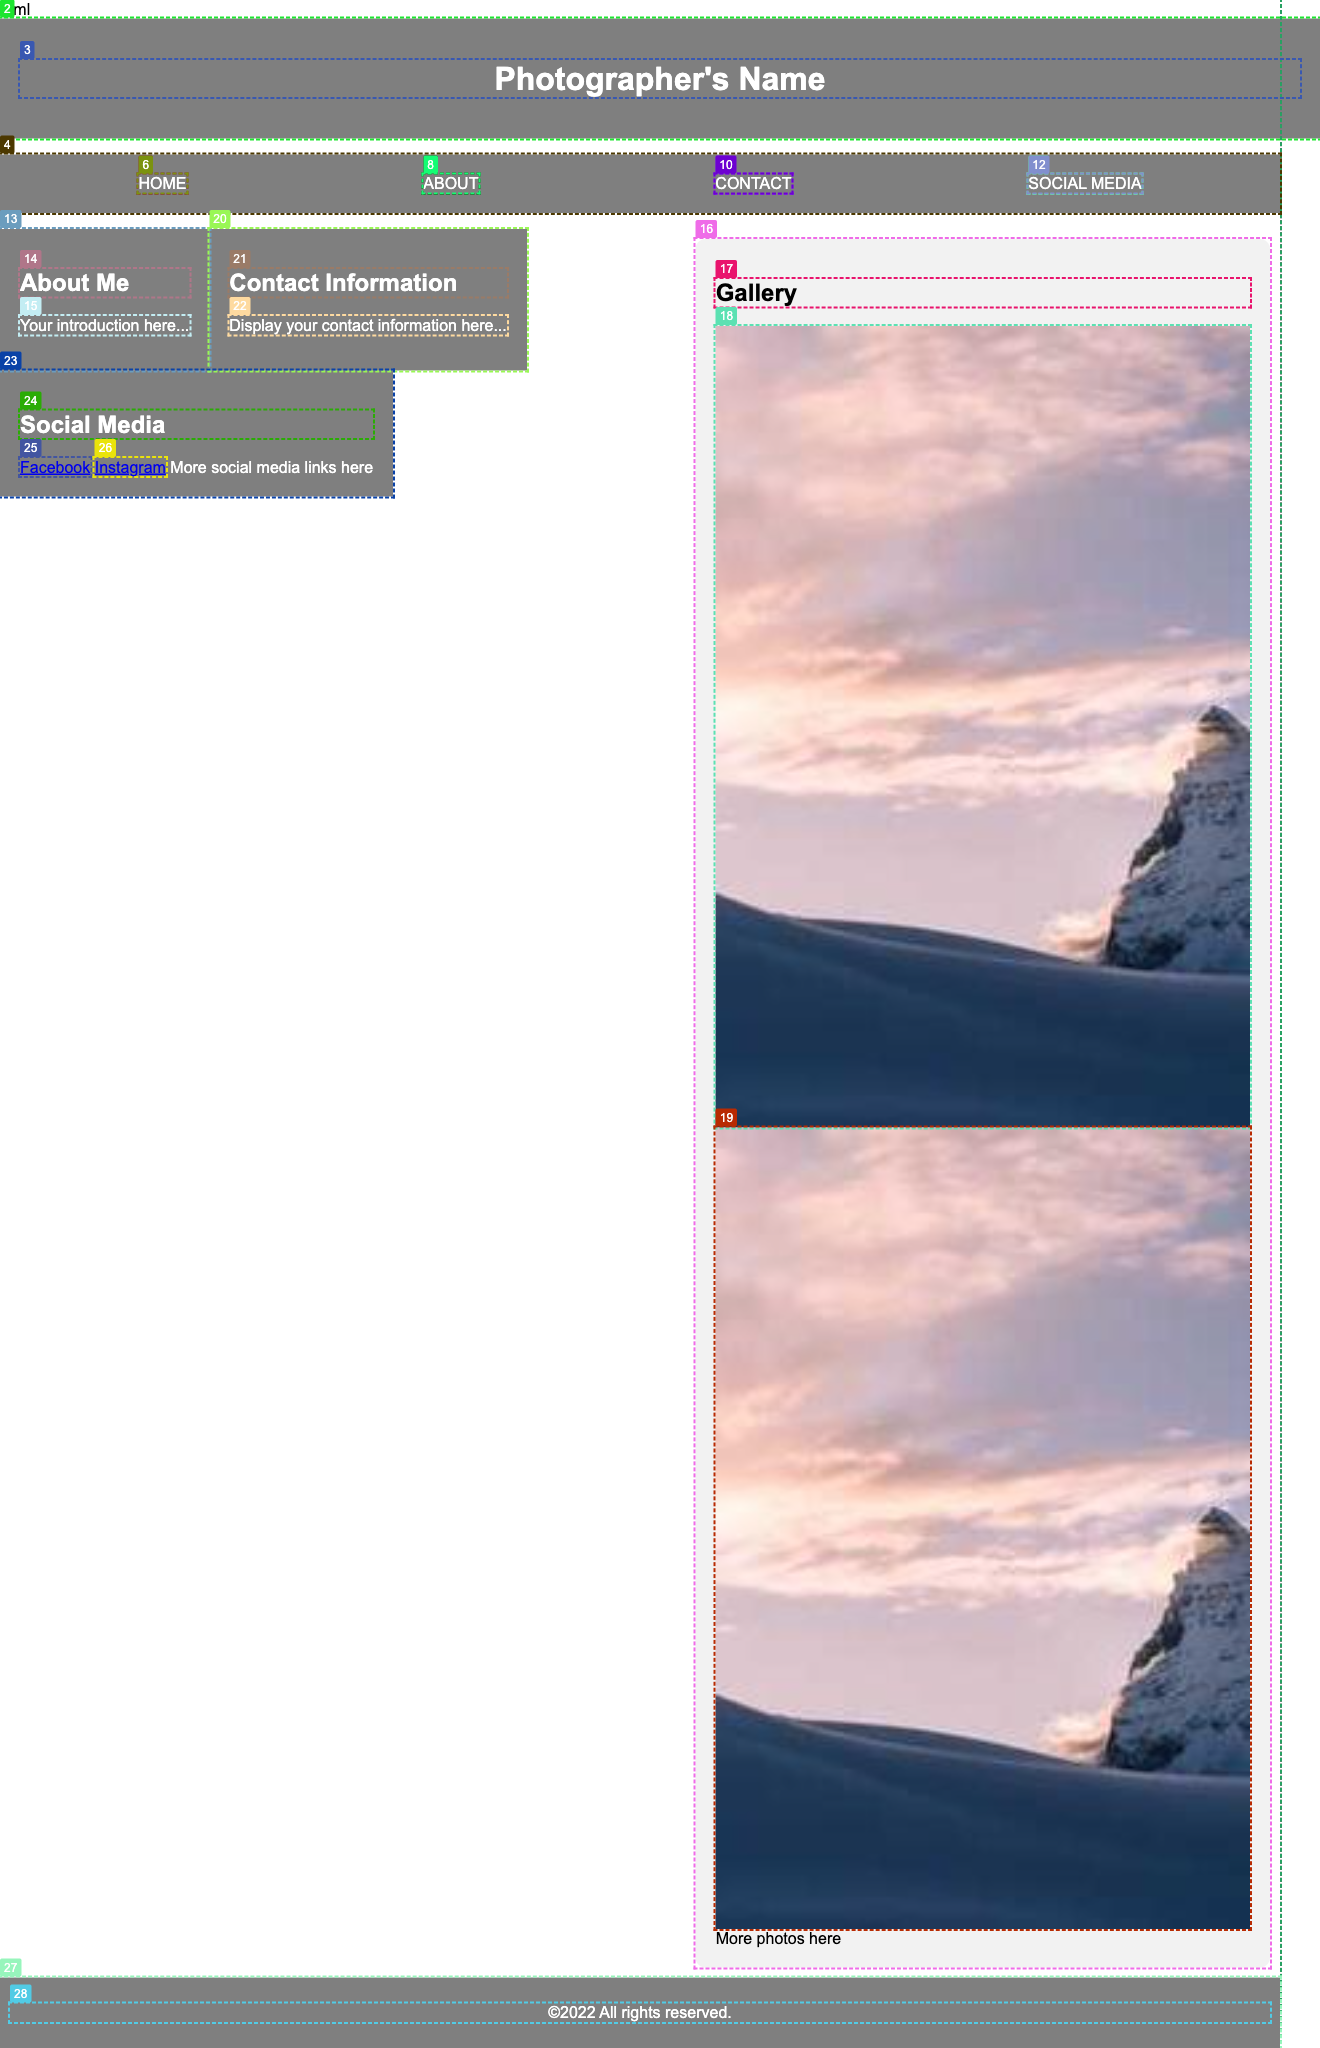 2 ml
3
Photographer's Name
4
6 8 10 12
HOME ABOUT CONTACT SOCIAL MEDIA
13 20
14 21
About Me Contact Information
15 22
Your introduction here... Display your contact information here...
23
24
Social Media
25 26
Facebook Instagram More social media links here
16
17
Gallery
18
19
More photos here
27
28
©2022 All rights reserved.